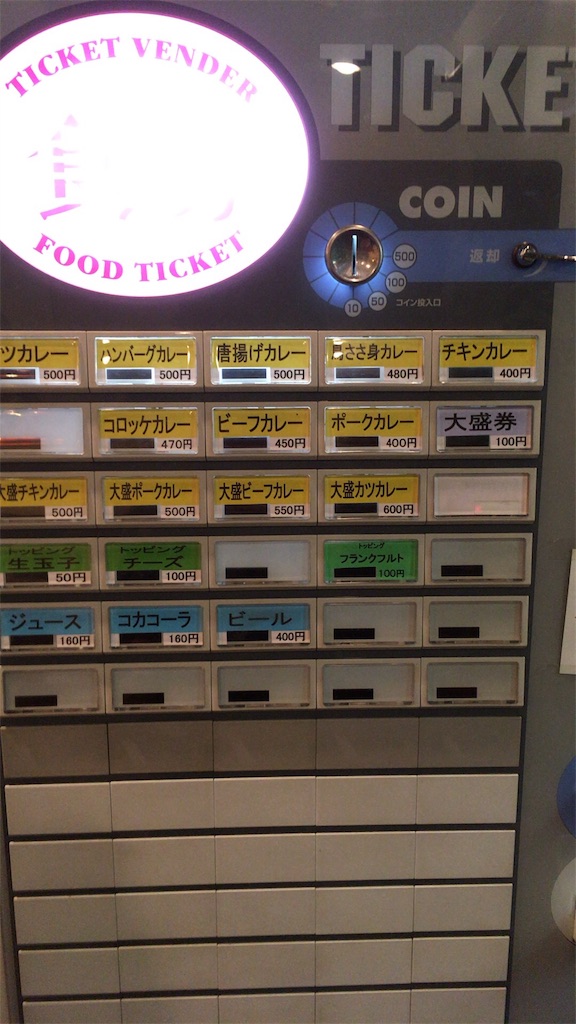 TICKET VENDER
FOOD TICKET
TICKE
COIN
返却
500
100
50
10
コイン投入口
ツカレー 500円
ハンバーグカレー 500円
唐揚げカレー 500円
ささ身カレー 480円
チキンカレー 400円
コロッケカレー 470円
ビーフカレー 450円
ポークカレー 400円
大盛券 100円
大盛チキンカレー 500円
大盛ポークカレー 500円
大盛ビーフカレー 550円
大盛カツカレー 600円
トッピング
生玉子 50円
トッピング
チーズ 100円
トッピング
フランクフルト 100円
ジュース 160円
コカコーラ 160円
ビール 400円